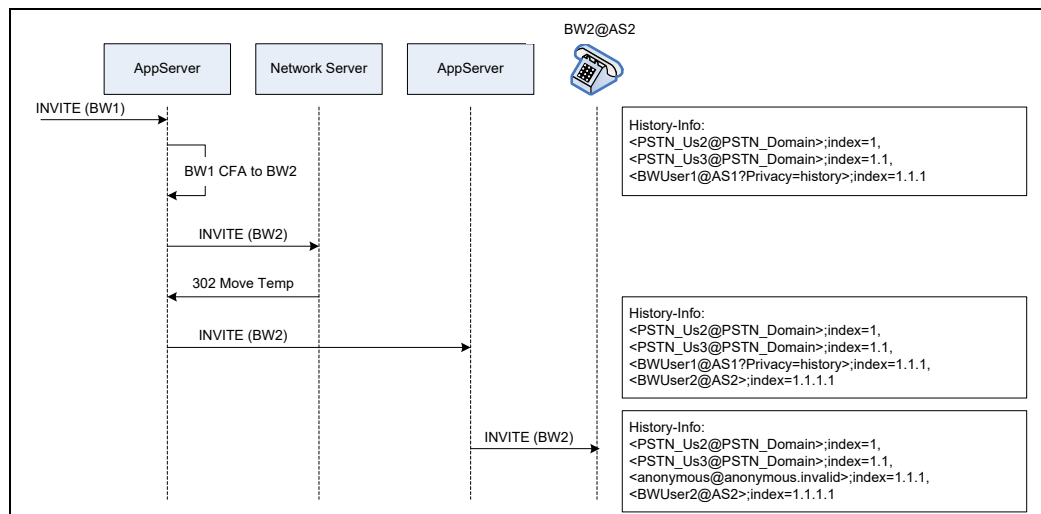 BW2@AS2
AppServer
Network Server
AppServer
INVITE (BW1)
History-Info:
<PSTN_Us2@PSTN_Domain>;index=1,
<PSTN_Us3@PSTN_Domain>;index=1.1,
<BWUser1@AS1?Privacy=history>;index=1.1.1
BW1 CFA to BW2
INVITE (BW2)
302 Move Temp
INVITE (BW2)
History-Info:
<PSTN_Us2@PSTN_Domain>;index=1,
<PSTN_Us3@PSTN_Domain>;index=1.1,
<BWUser1@AS1?Privacy=history>;index=1.1.1,
<BWUser2@AS2>;index=1.1.1.1
INVITE (BW2)
History-Info:
<PSTN_Us2@PSTN_Domain>;index=1,
<PSTN_Us3@PSTN_Domain>;index=1.1,
<anonymous@anonymous.invalid>;index=1.1.1,
<BWUser2@AS2>;index=1.1.1.1